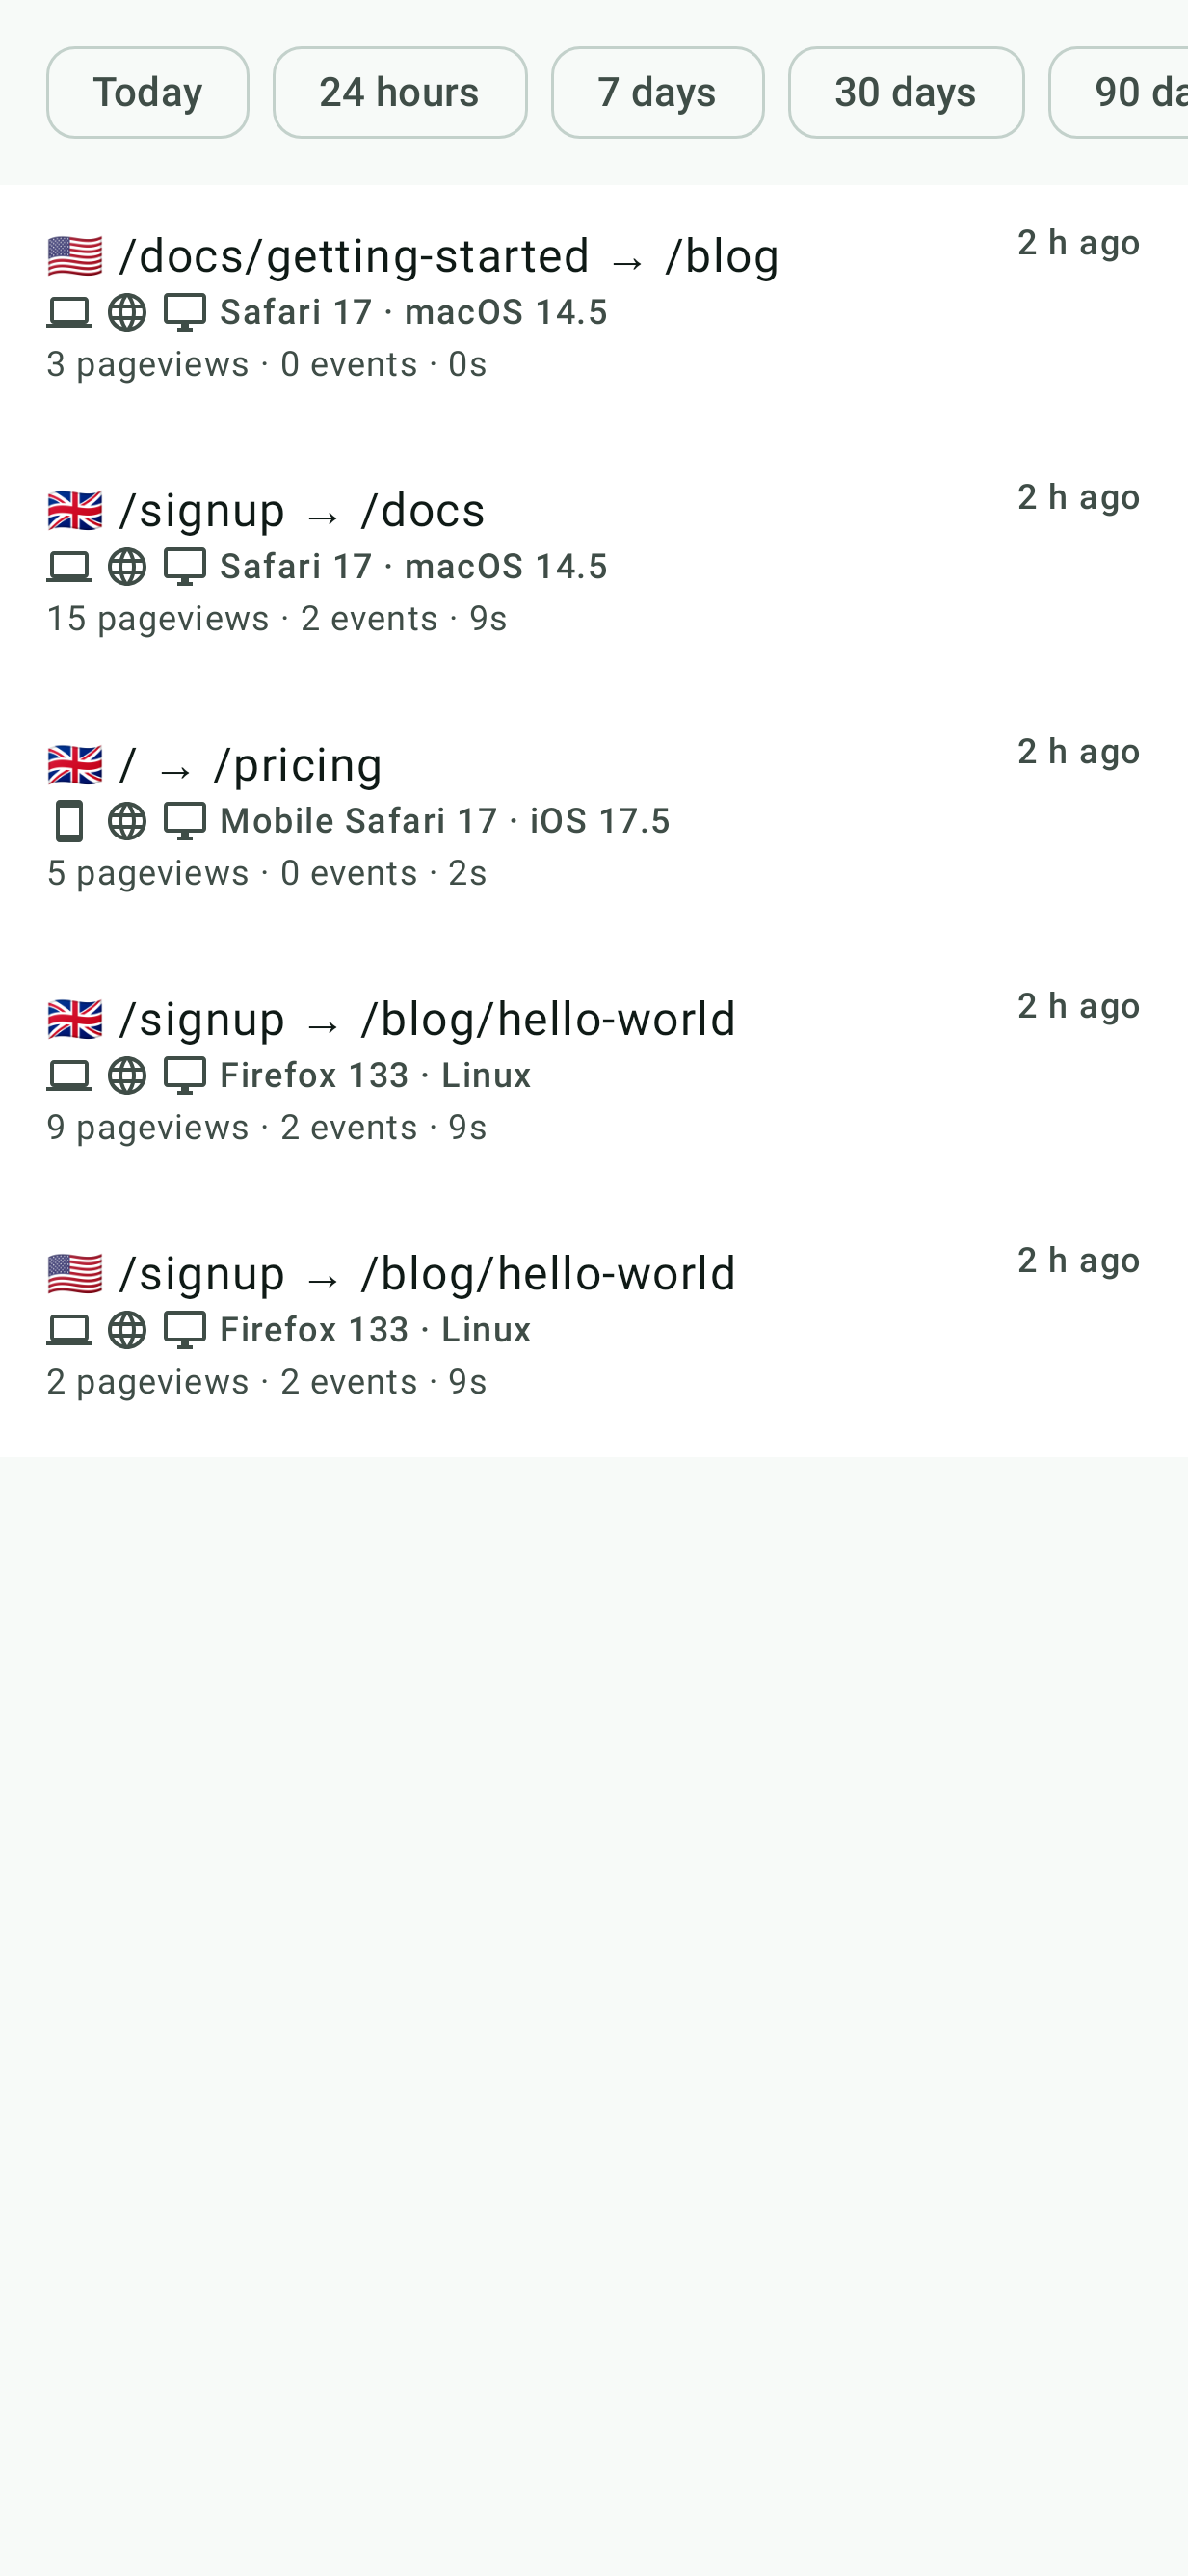 Today 24 hours 7 days 30 days 90 da
/docs/getting-started → /blog 2 h ago
Safari 17 · macOS 14.5
3 pageviews · 0 events · 0s
/signup → /docs 2 h ago
Safari 17 · macOS 14.5
15 pageviews · 2 events · 9s
/ → /pricing 2 h ago
Mobile Safari 17 · iOS 17.5
5 pageviews · 0 events · 2s
/signup → /blog/hello-world 2 h ago
Firefox 133 · Linux
9 pageviews · 2 events · 9s
/signup → /blog/hello-world 2 h ago
Firefox 133 · Linux
2 pageviews · 2 events · 9s